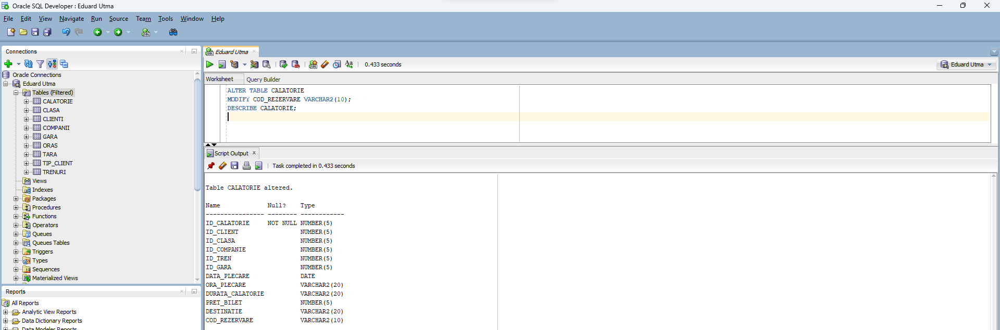 Oracle SQL Developer : Eduard Utma
File Edit View Navigate Run Source Team Tools Window Help
Connections
Oracle Connections
Eduard Utma
Tables (Filtered)
CALATORIE
CLASA
CLIENTI
COMPANII
GARA
ORAS
TARA
TIP_CLIENT
TRENURI
Views
Indexes
Packages
Procedures
Functions
Operators
Queues
Queues Tables
Triggers
Types
Sequences
Materialized Views
Reports
All Reports
Analytic View Reports
Data Dictionary Reports
Data Modeler Reports
Eduard Utma
0.433 seconds
Eduard Utma
Worksheet Query Builder
ALTER TABLE CALATORIE
MODIFY COD_REZERVARE VARCHAR2(10);
DESCRIBE CALATORIE;
Script Output
Task completed in 0.433 seconds
Table CALATORIE altered.
Name Null? Type
---------------- -------- ------------
ID_CALATORIE NOT NULL NUMBER(5)
ID_CLIENT NUMBER(5)
ID_CLASA NUMBER(5)
ID_COMPANIE NUMBER(5)
ID_TREN NUMBER(5)
ID_GARA NUMBER(5)
DATA_PLECARE DATE
ORA_PLECARE VARCHAR2(20)
DURATA_CALATORIE VARCHAR2(20)
PRET_BILET NUMBER(5)
DESTINATIE VARCHAR2(20)
COD_REZERVARE VARCHAR2(10)